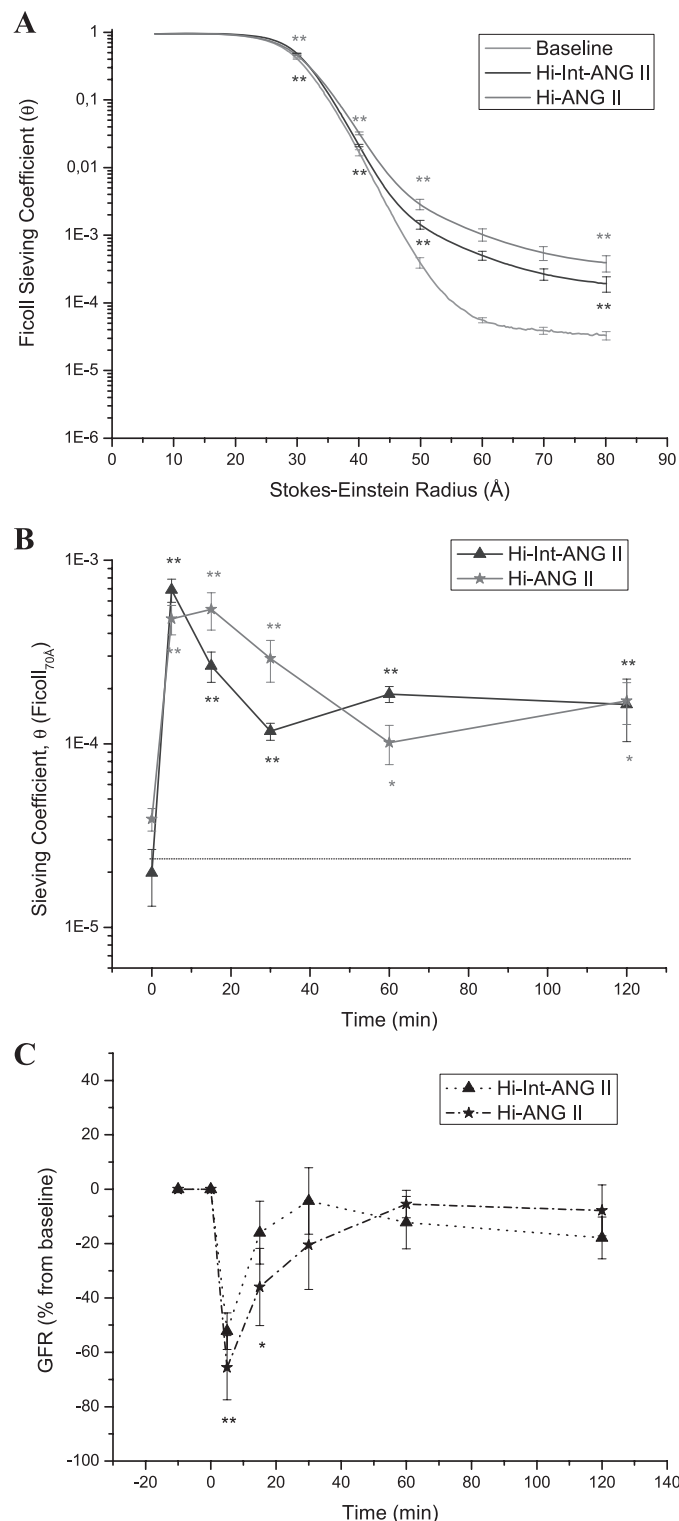 A
Baseline
Hi-Int-ANG II
Hi-ANG II
1
0,1
0,01
1E-3
1E-4
1E-5
1E-6
Ficoll Sieving Coefficient (θ)
**
**
**
**
**
**
**
**
0 10 20 30 40 50 60 70 80 90
Stokes-Einstein Radius (Å)
B
Hi-Int-ANG II
Hi-ANG II
1E-3
1E-4
1E-5
Sieving Coefficient, θ (Ficoll70Å)
**
**
**
**
**
**
**
*
**
*
0 20 40 60 80 100 120
Time (min)
C
Hi-Int-ANG II
Hi-ANG II
40
20
0
-20
-40
-60
-80
-100
GFR (% from baseline)
*
**
-20 0 20 40 60 80 100 120 140
Time (min)